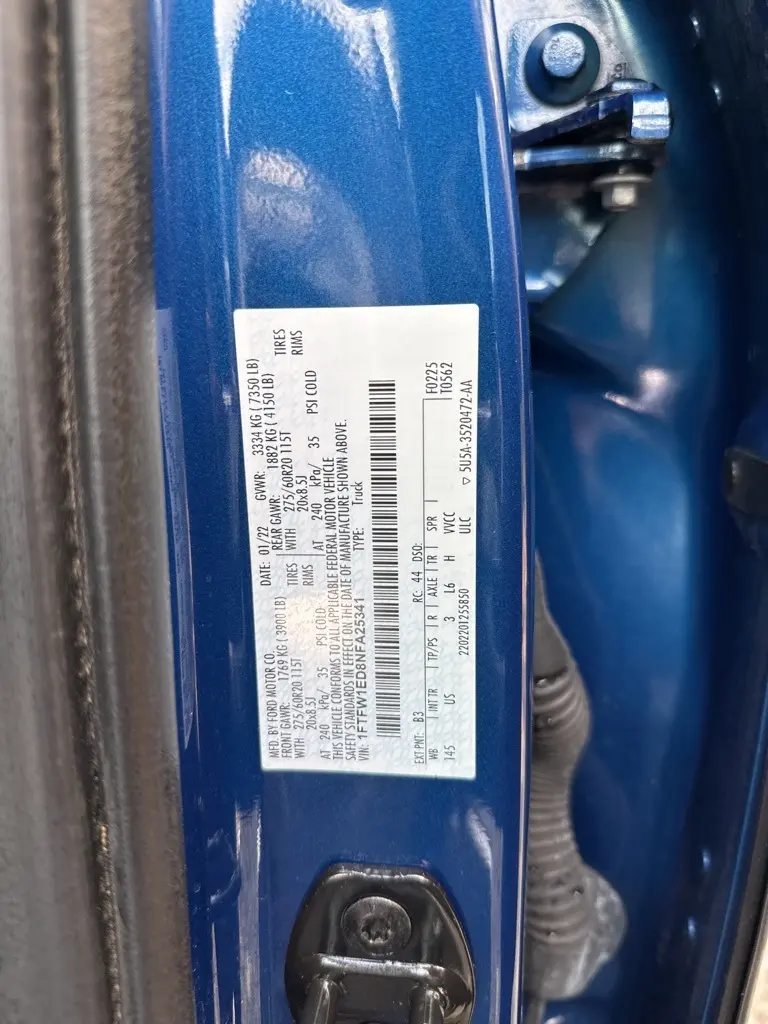 MFD. BY FORD MOTOR CO. DATE: 01/22 GVWR: 3334 KG ( 7350 LB)
FRONT GAWR: 1769 KG ( 3900 LB) REAR GAWR: 1882 KG ( 4150 LB)
WITH 275/60R20 115T TIRES WITH 275/60R20 115T TIRES
20x8.5J RIMS 20x8.5J RIMS
AT 240 kPa/ 35 PSI COLD AT 240 kPa/ 35 PSI COLD
THIS VEHICLE CONFORMS TO ALL APPLICABLE FEDERAL MOTOR VEHICLE
SAFETY STANDARDS IN EFFECT ON THE DATE OF MANUFACTURE SHOWN ABOVE.
VIN: 1FTFW1ED8NFA25341 TYPE: Truck
EXT PNT: B3 RC: 44 DSO: F0225
WB INT TR TP/PS R AXLE TR SPR T0562
145 US 3 L6 H VVCC
2202201255850 ULC ▽ 5U5A-3520472-AA